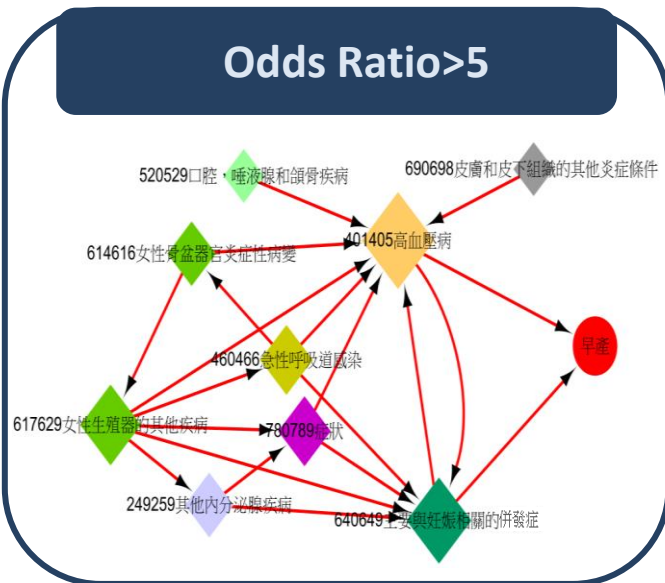 Odds Ratio>5
690698皮膚和皮下組織的其他炎症條件
520529口腔，唾液腺和頜骨疾病
401405高血壓病
614616女性骨盆器官炎症性病變
早產
460466急性呼吸道感染
617629女性生殖器的其他疾病
780789症狀
249259其他內分泌腺疾病
640649主要與妊娠相關的併發症